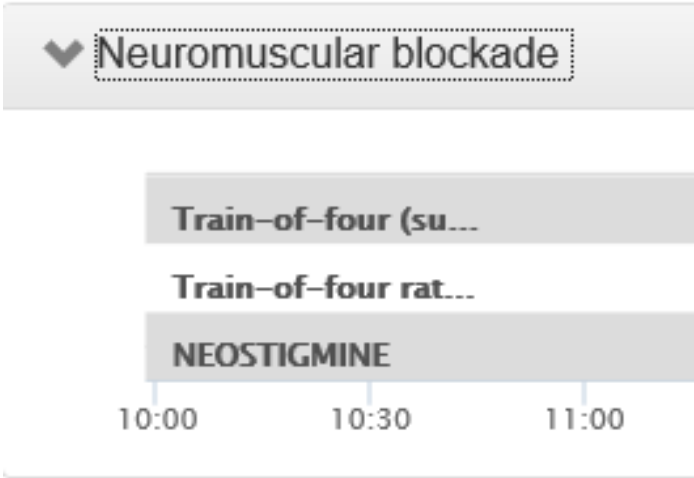 Neuromuscular blockade
Train-of-four (su...
Train-of-four rat...
NEOSTIGMINE
10:00 10:30 11:00